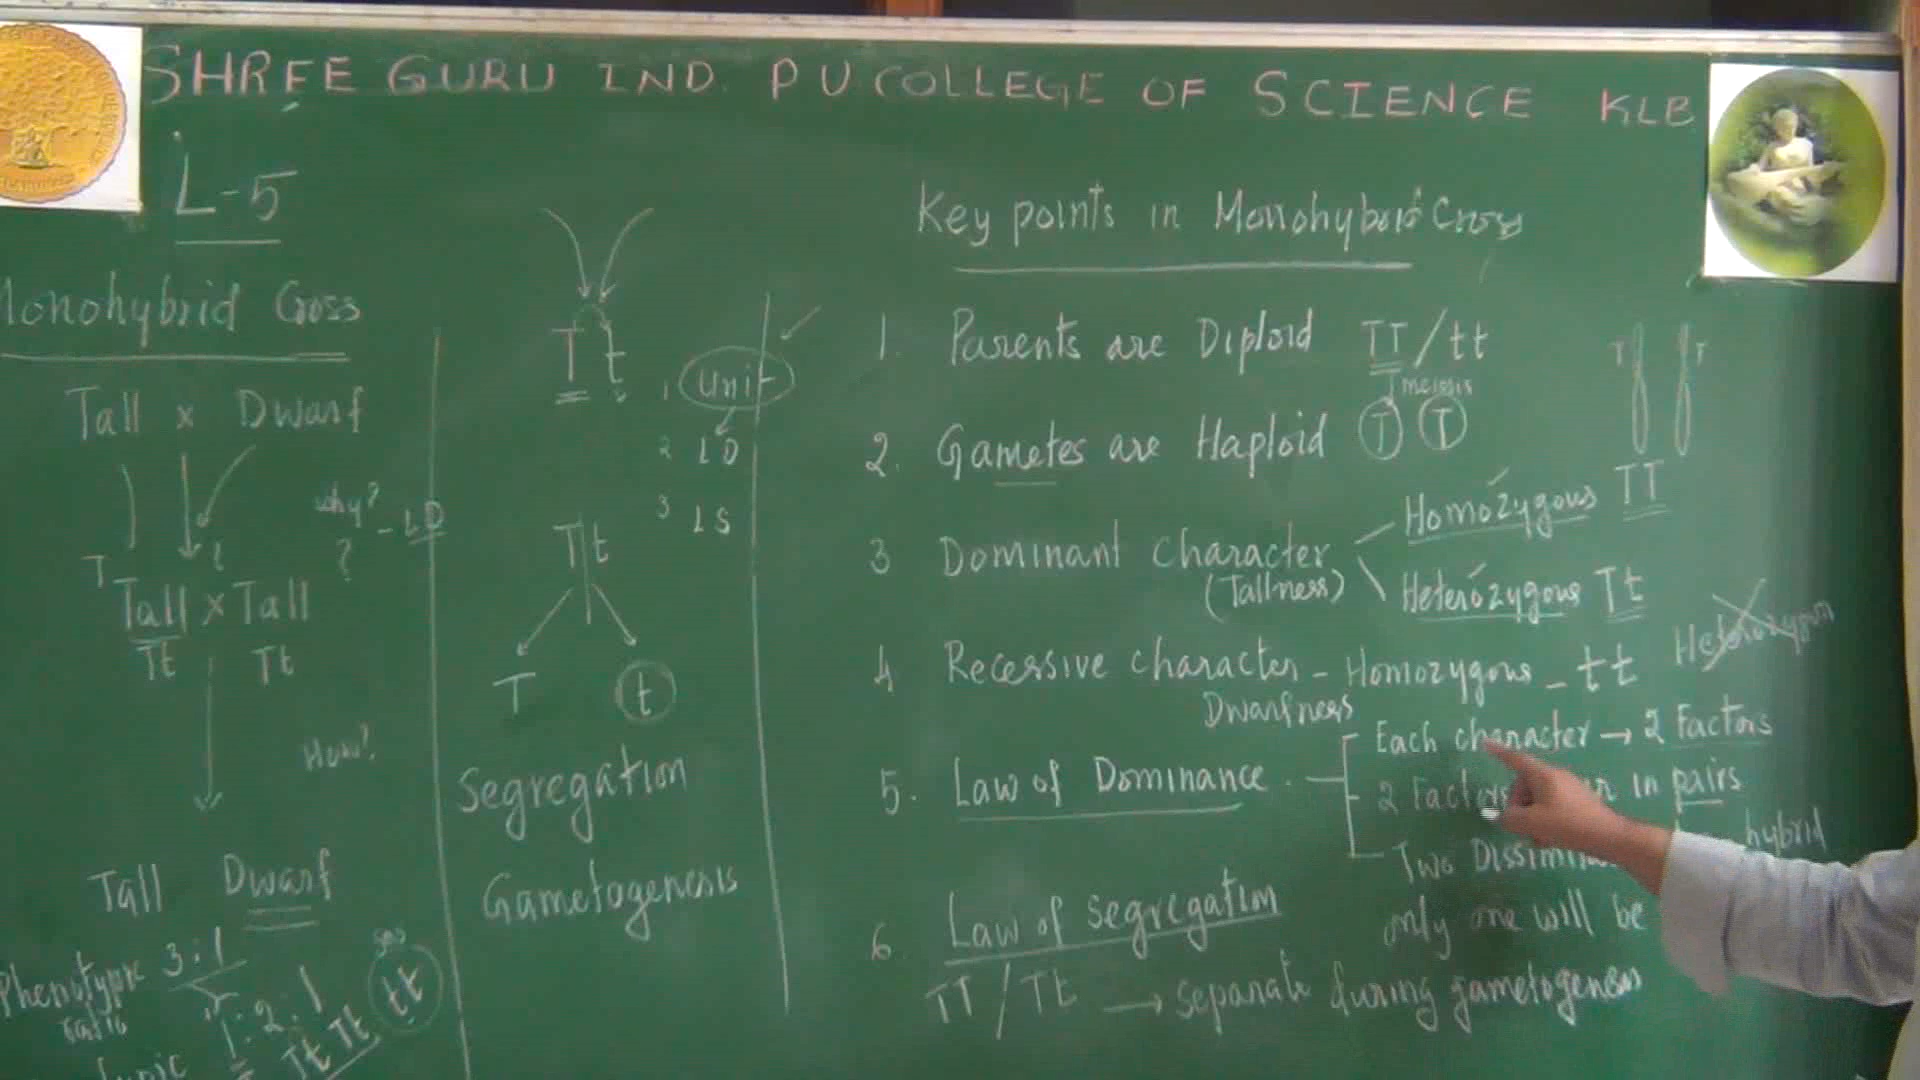 SHREE GURU IND. PU COLLEGE OF SCIENCE KLB
L-5
Monohybrid Cross
Tall x Dwarf
why? - LD
?
T t
Tall x Tall
Tt Tt
How?
Tall Dwarf
Phenotypic 3:1
ratio
1:2:1
Tt Tt tt
T t
1 Unit
2 LD
3 LS
T t
T t
Segregation
Gametogenesis
Key points in Monohybrid Cross
1. Parents are Diploid TT/tt
meiosis
2. Gametes are Haploid T T
T T
3 Dominant character Homozygous TT
(Tallness) Heterozygous Tt
4 Recessive character - Homozygous - tt Heterozygous
Dwarfness
5. Law of Dominance. Each character → 2 Factors
2 Factors in pairs
Two hybrid
only one will be
6. Law of segregation
TT / Tt → separate during gametogenesis